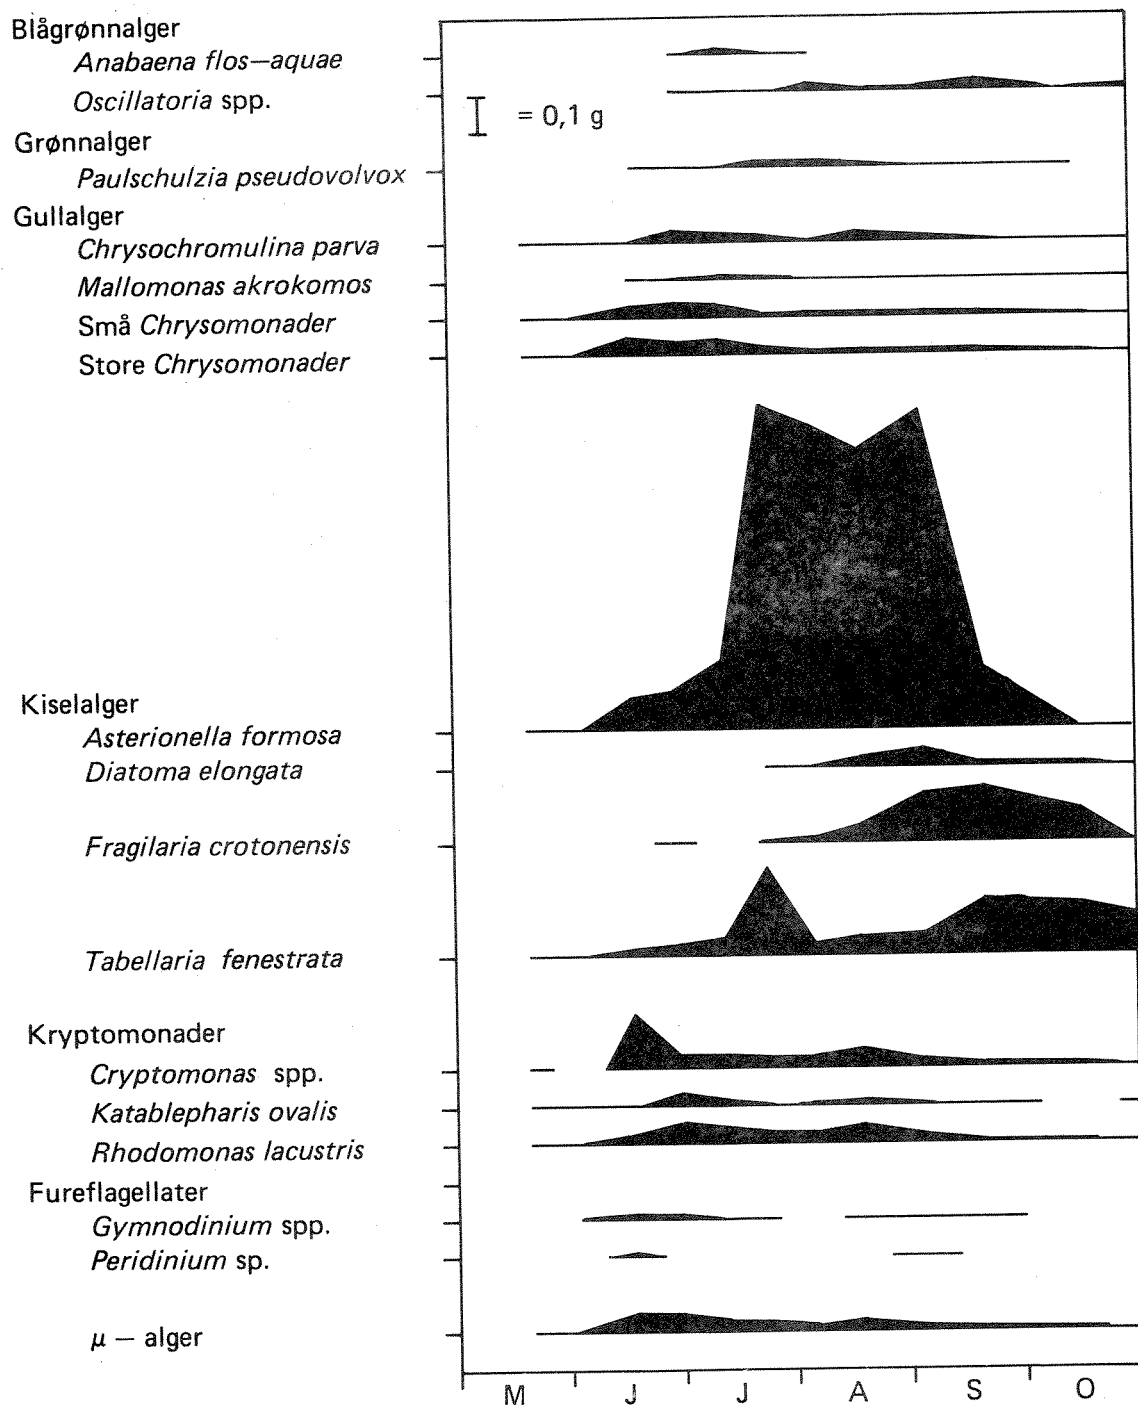 Blågrønnalger
Anabaena flos–aquae
Oscillatoria spp.
= 0,1 g
Grønnalger
Paulschulzia pseudovolvox
Gullalger
Chrysochromulina parva
Mallomonas akrokomos
Små Chrysomonader
Store Chrysomonader
Kiselalger
Asterionella formosa
Diatoma elongata
Fragilaria crotonensis
Tabellaria fenestrata
Kryptomonader
Cryptomonas spp.
Katablepharis ovalis
Rhodomonas lacustris
Fureflagellater
Gymnodinium spp.
Peridinium sp.
μ – alger
M J J A S O